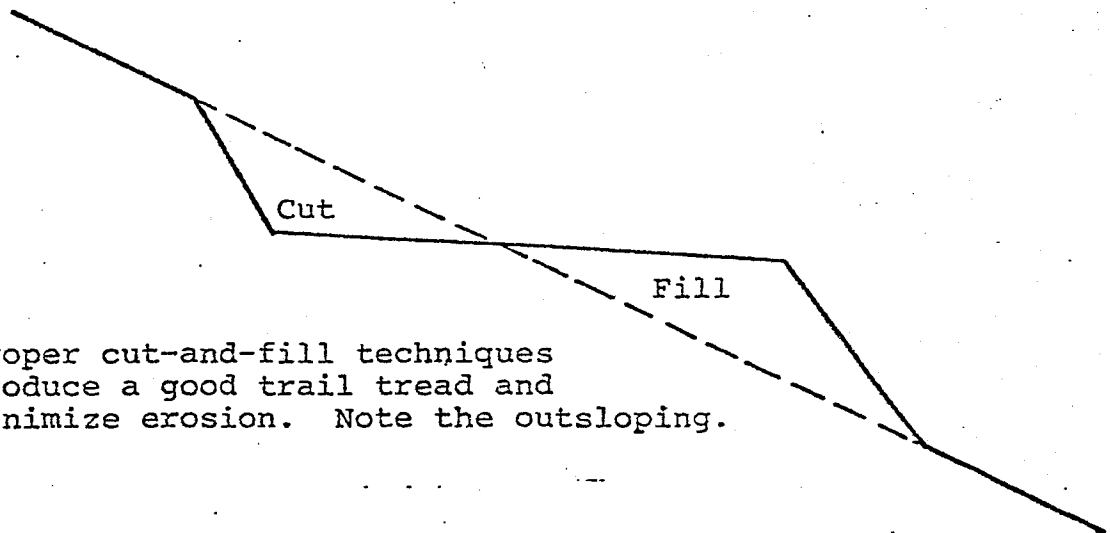 Cut
Fill
oper cut-and-fill techniques
oduce a good trail tread and
nimize erosion. Note the outsloping.